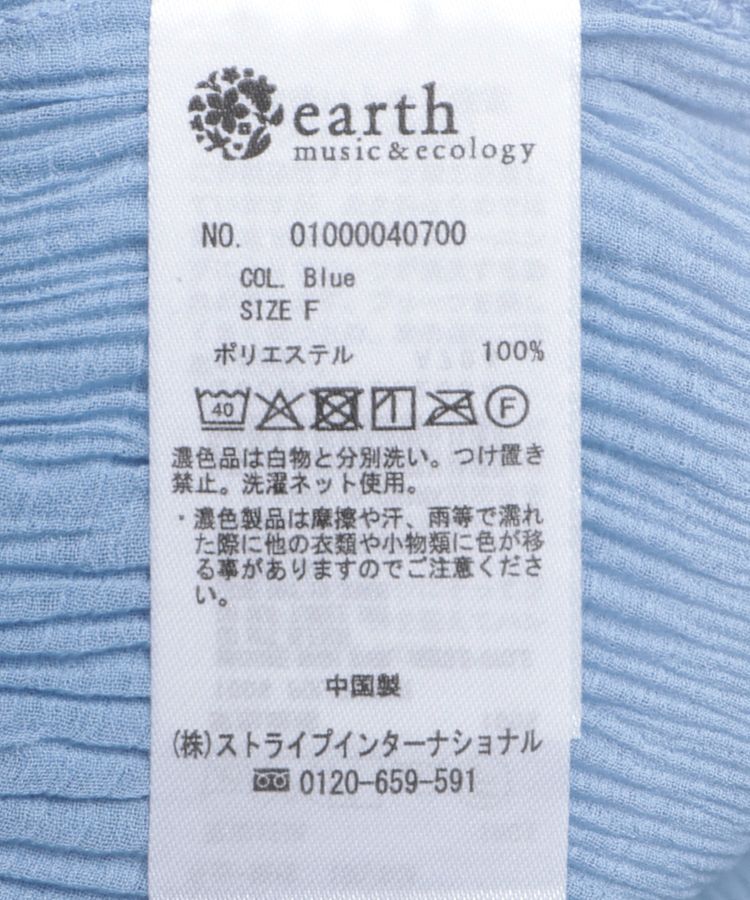 earth
music & ecology
NO. 01000040700
COL. Blue
SIZE F
ポリエステル 100%
40 F
濃色品は白物と分別洗い。つけ置き
禁止。洗濯ネット使用。
・濃色製品は摩擦や汗、雨等で濡れ
た際に他の衣類や小物類に色が移
る事がありますのでご注意くださ
い。
中国製
(株)ストライプインターナショナル
0120-659-591